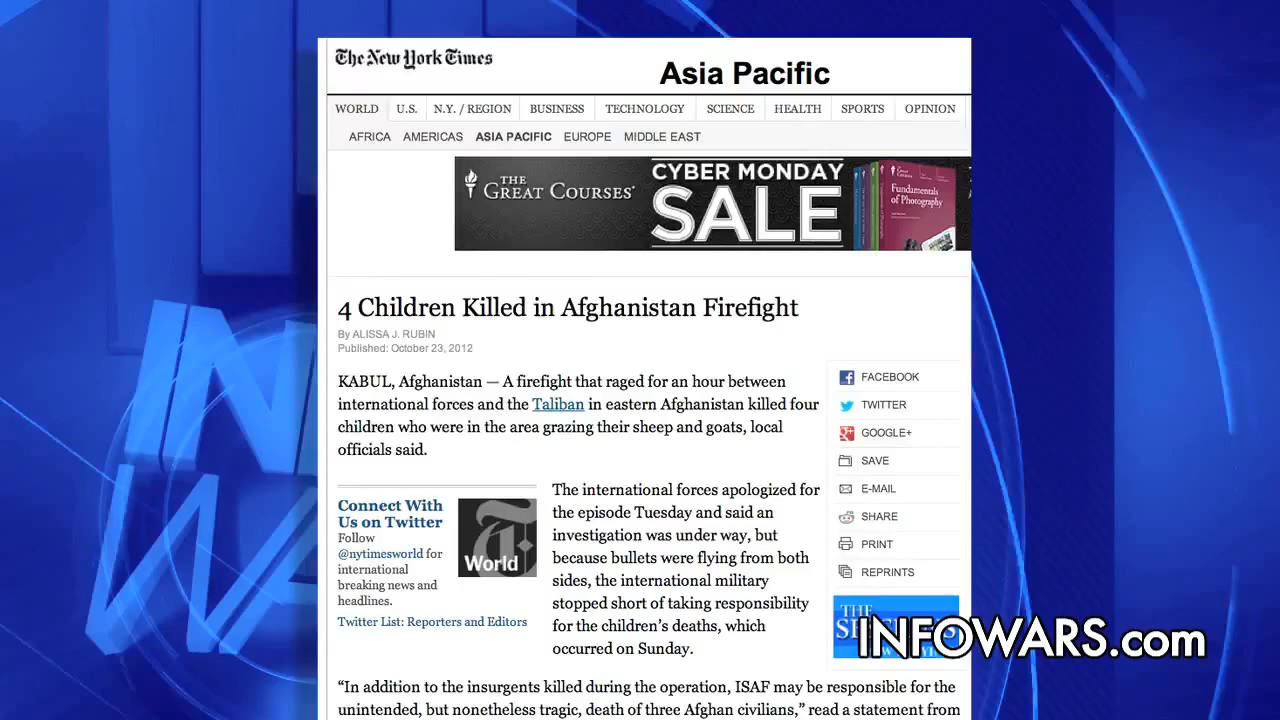 The New York Times
Asia Pacific
WORLD U.S. N.Y. / REGION BUSINESS TECHNOLOGY SCIENCE HEALTH SPORTS OPINION
AFRICA AMERICAS ASIA PACIFIC EUROPE MIDDLE EAST
THE GREAT COURSES
CYBER MONDAY
SALE
Great Courses
Fundamentals
of Photography
4 Children Killed in Afghanistan Firefight
By ALISSA J. RUBIN
Published: October 23, 2012
KABUL, Afghanistan — A firefight that raged for an hour between
international forces and the Taliban in eastern Afghanistan killed four
children who were in the area grazing their sheep and goats, local
officials said.
FACEBOOK
TWITTER
GOOGLE+
SAVE
E-MAIL
SHARE
PRINT
REPRINTS
Connect With
Us on Twitter
Follow
@nytimesworld for
international
breaking news and
headlines.
Twitter List: Reporters and Editors
World
The international forces apologized for
the episode Tuesday and said an
investigation was under way, but
because bullets were flying from both
sides, the international military
stopped short of taking responsibility
for the children's deaths, which
occurred on Sunday.
“In addition to the insurgents killed during the operation, ISAF may be responsible for the
unintended, but nonetheless tragic, death of three Afghan civilians,” read a statement from
THE
INFOWARS.com
IN
WA